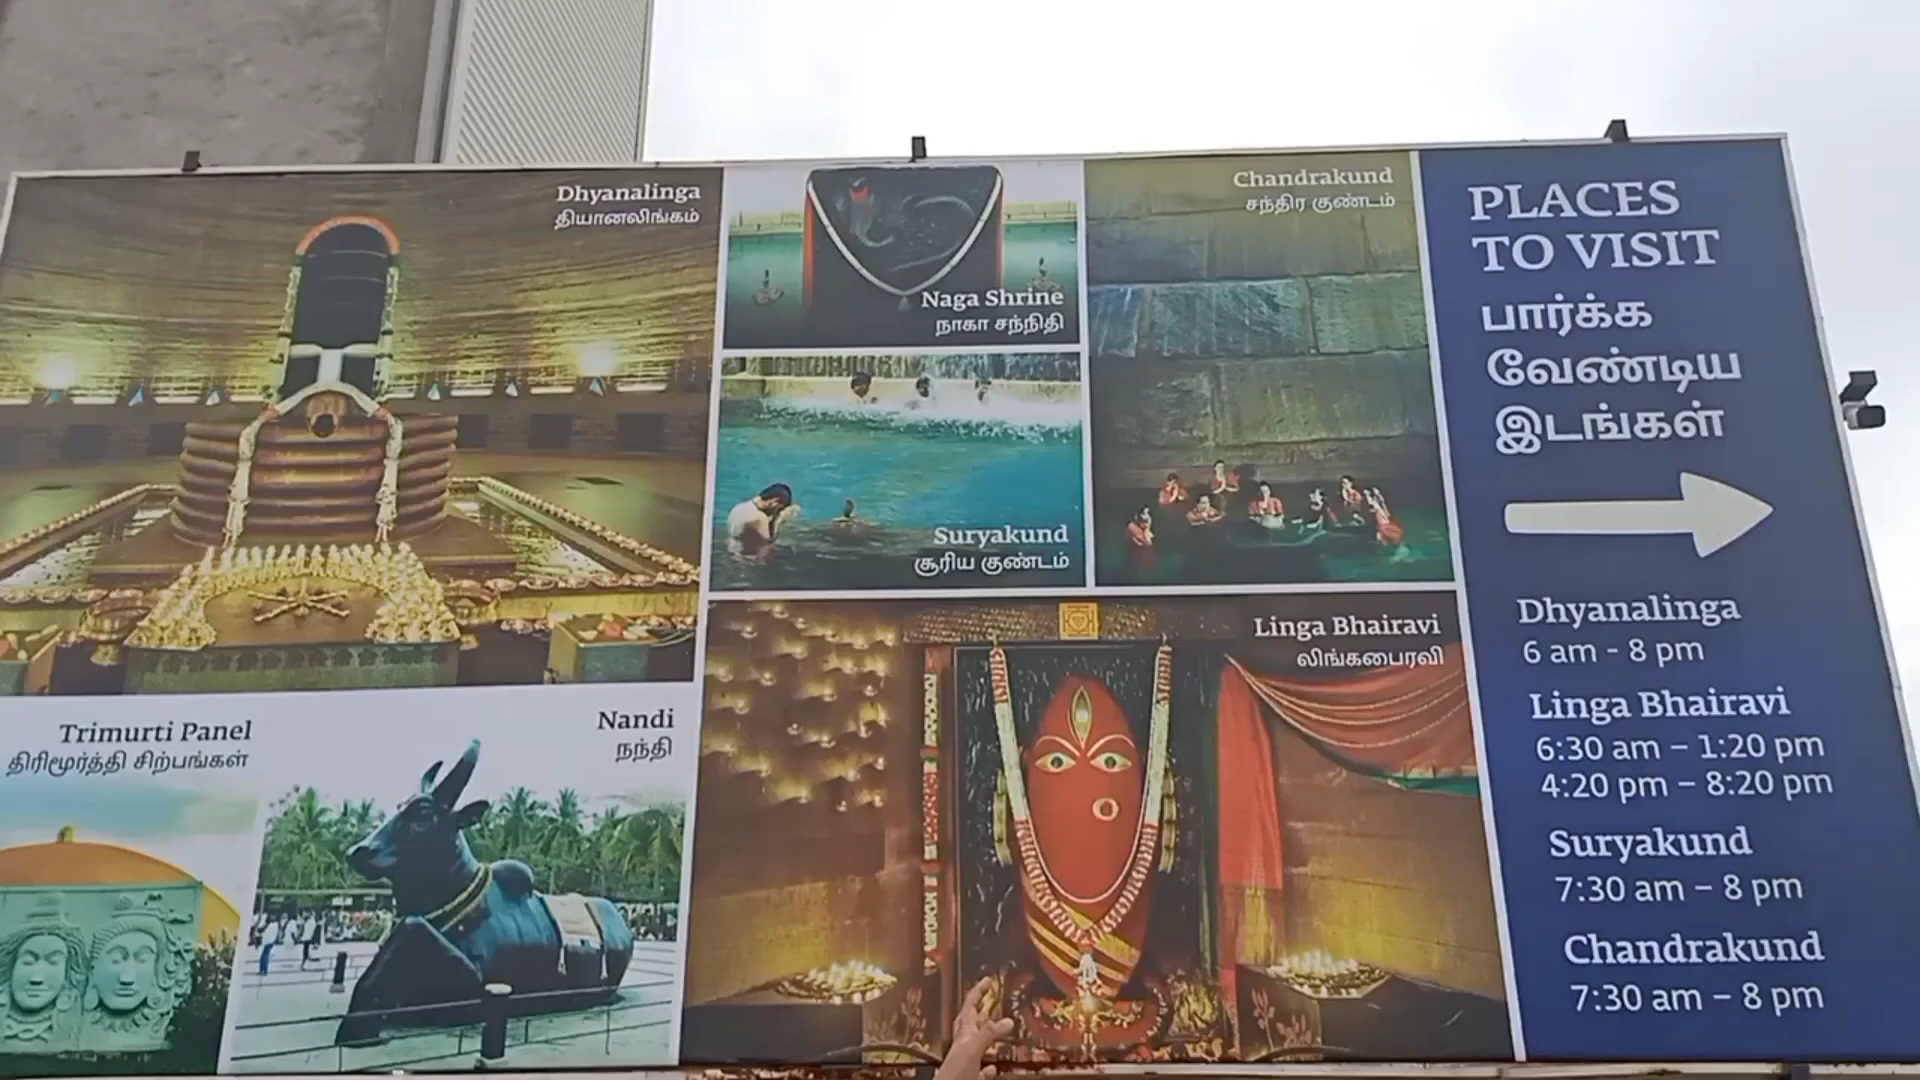 Dhyanalinga
தியானலிங்கம்
Naga Shrine
நாகா சந்நிதி
Chandrakund
சந்திர குண்டம்
Suryakund
சூரிய குண்டம்
Trimurti Panel
திரிமூர்த்தி சிற்பங்கள்
Nandi
நந்தி
Linga Bhairavi
லிங்கபைரவி
PLACES
TO VISIT
பார்க்க
வேண்டிய
இடங்கள்
Dhyanalinga
6 am - 8 pm
Linga Bhairavi
6:30 am – 1:20 pm
4:20 pm – 8:20 pm
Suryakund
7:30 am – 8 pm
Chandrakund
7:30 am – 8 pm